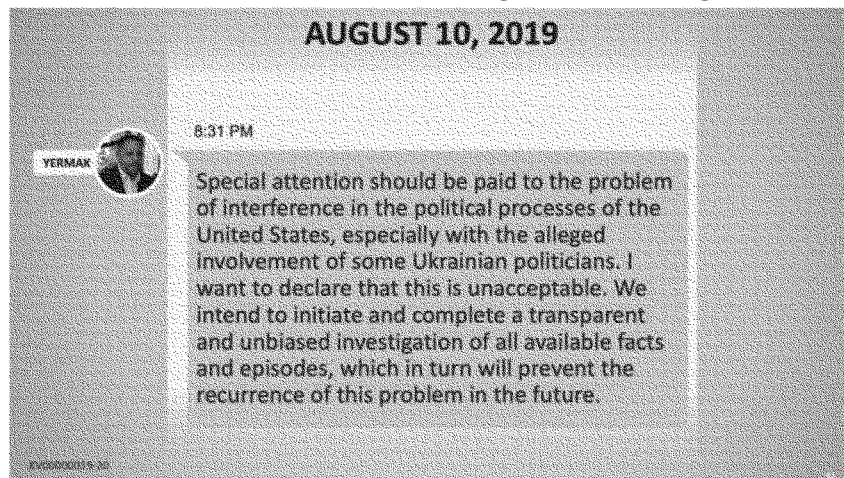 AUGUST 10, 2019
8:31 PM
YERMAK
Special attention should be paid to the problem
of interference in the political processes of the
United States, especially with the alleged
involvement of some Ukrainian politicians. I
want to declare that this is unacceptable. We
intend to initiate and complete a transparent
and unbiased investigation of all available facts
and episodes, which in turn will prevent the
recurrence of this problem in the future.